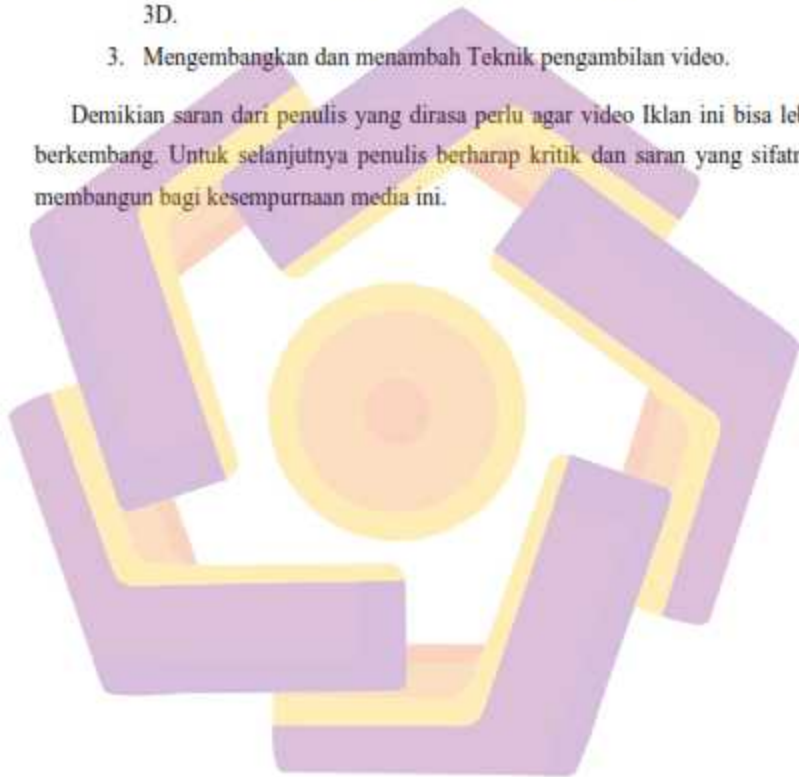 3D.
3. Mengembangkan dan menambah Teknik pengambilan video.
Demikian saran dari penulis yang dirasa perlu agar video Iklan ini bisa
berkembang. Untuk selanjutnya penulis berharap kritik dan saran yang
membangun bagi kesempurnaan media ini.